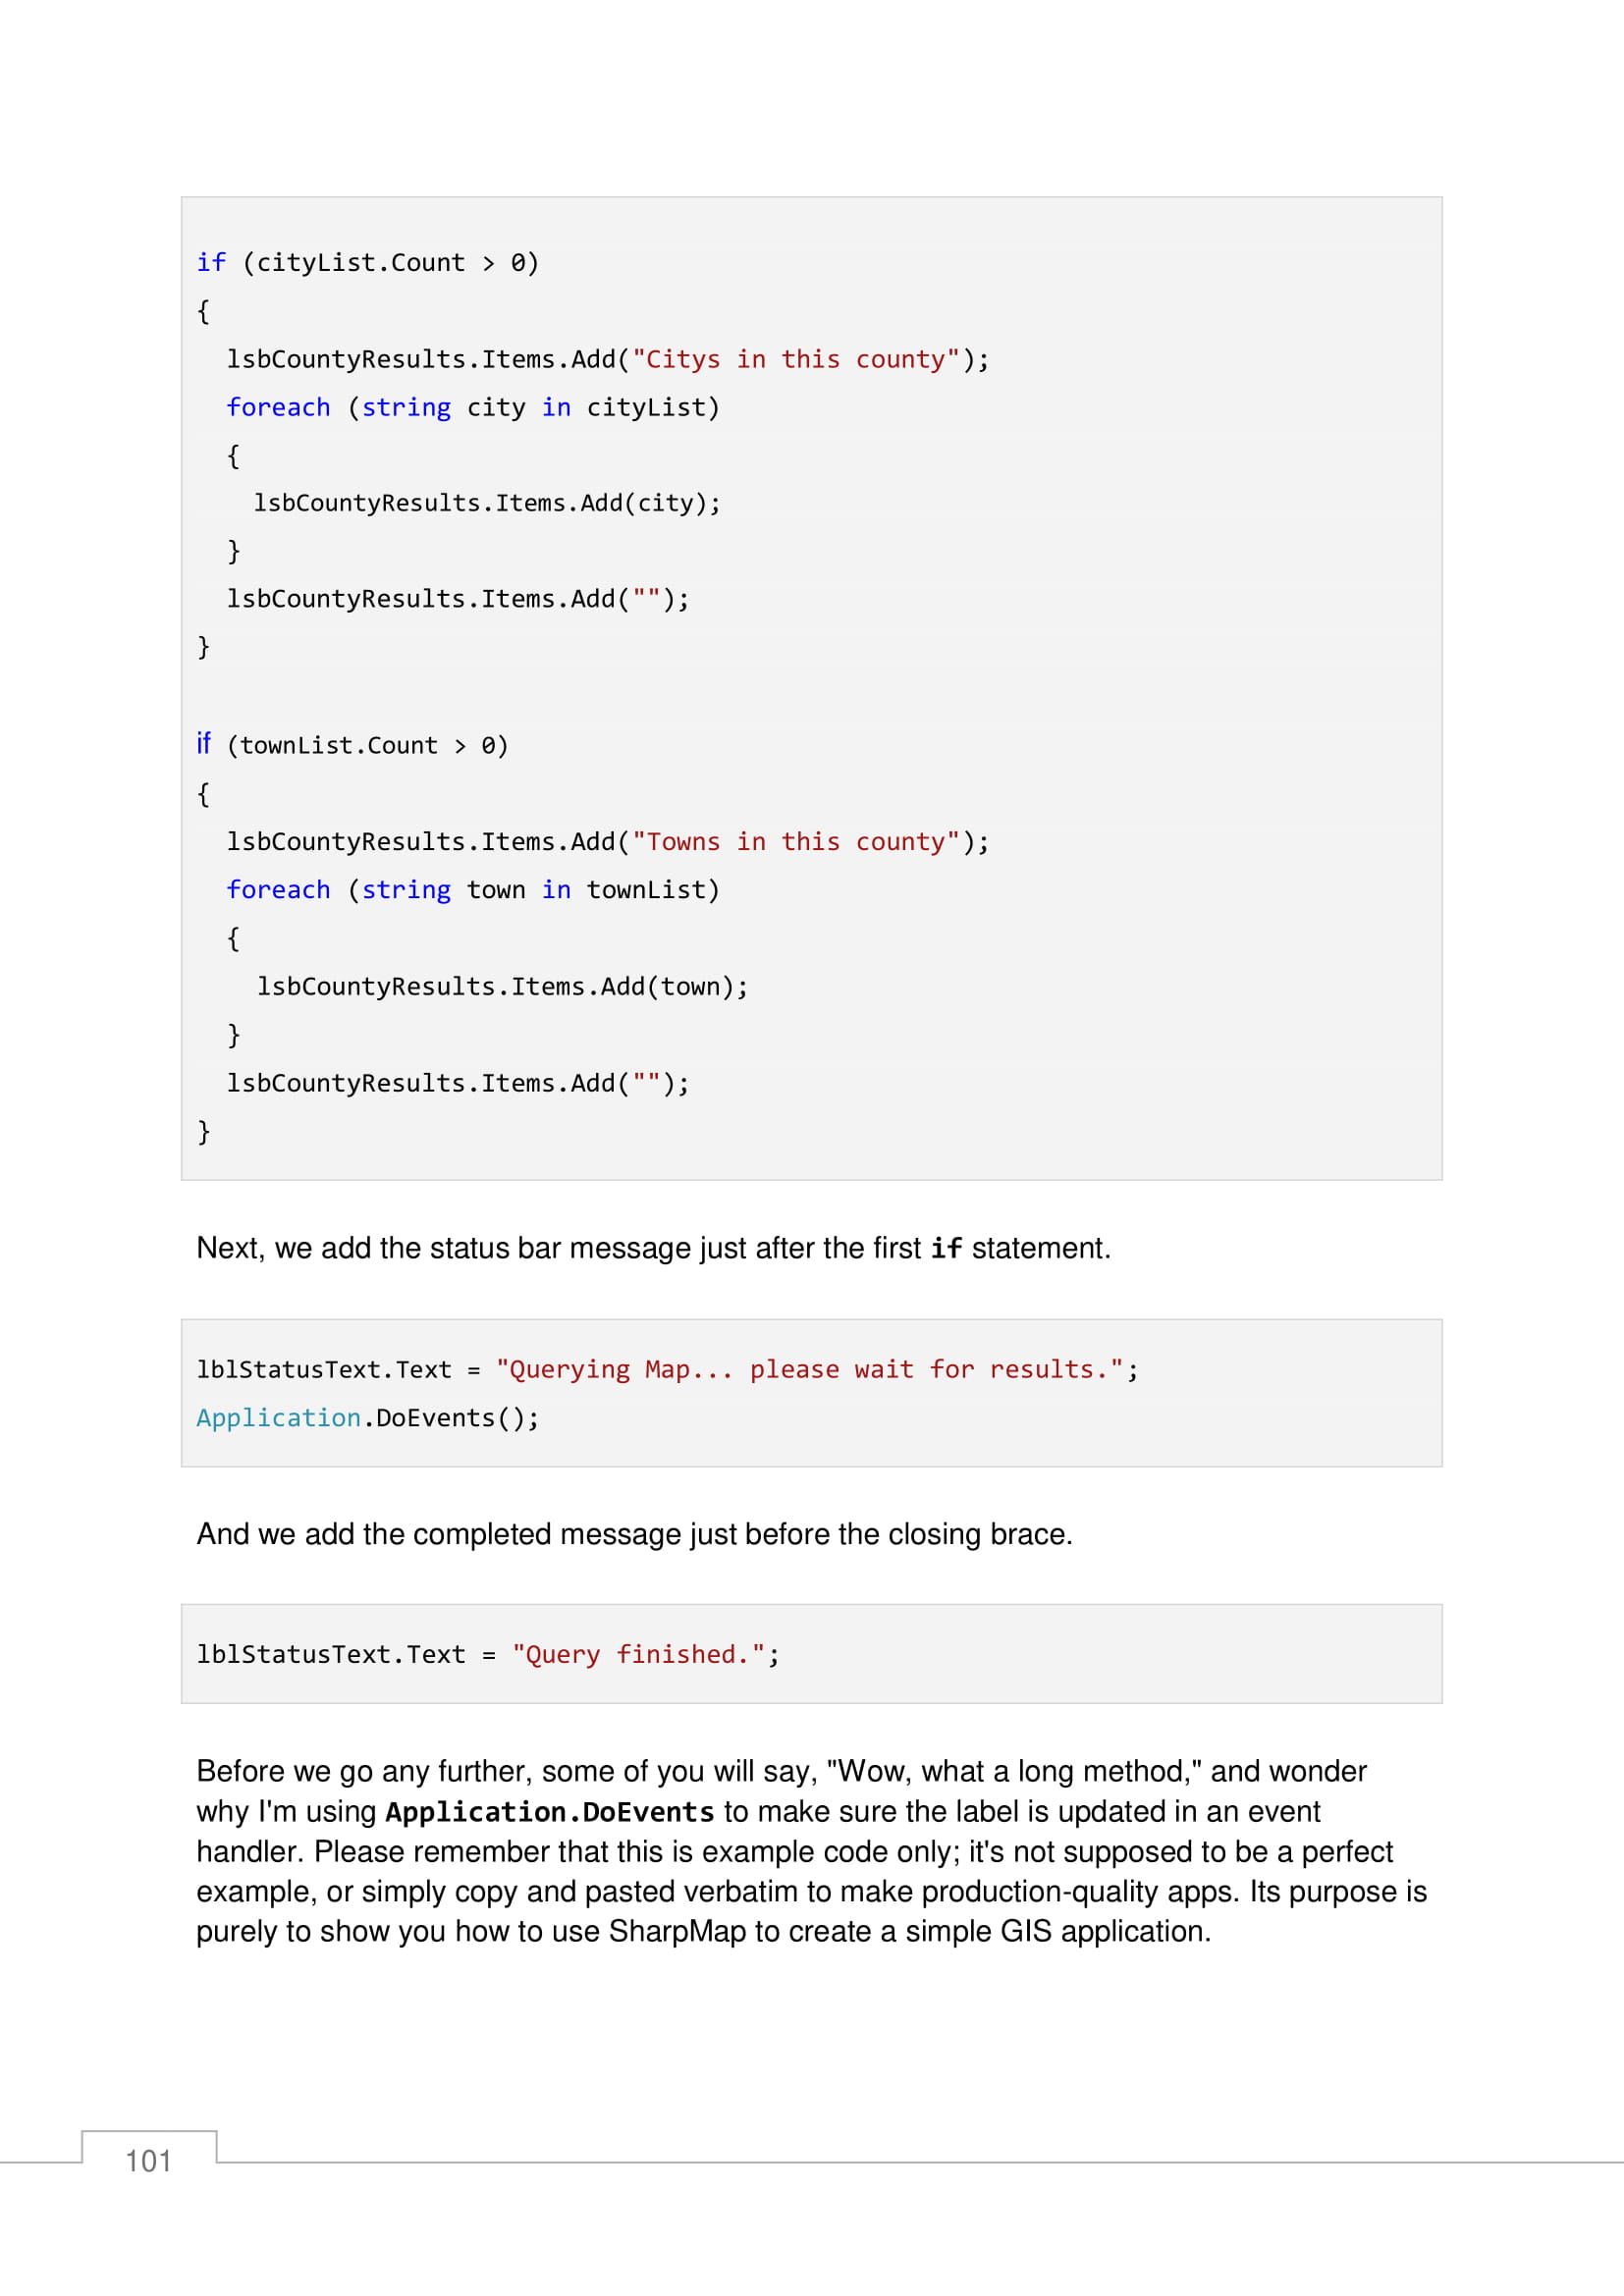 if (cityList.Count > 0)
{
  lsbCountyResults.Items.Add("Citys in this county");
  foreach (string city in cityList)
  {
    lsbCountyResults.Items.Add(city);
  }
  lsbCountyResults.Items.Add("");
}
if (townList.Count > 0)
{
  lsbCountyResults.Items.Add("Towns in this county");
  foreach (string town in townList)
  {
    lsbCountyResults.Items.Add(town);
  }
  lsbCountyResults.Items.Add("");
}
Next, we add the status bar message just after the first if statement.
lblStatusText.Text = "Querying Map... please wait for results.";
Application.DoEvents();
And we add the completed message just before the closing brace.
lblStatusText.Text = "Query finished.";
Before we go any further, some of you will say, "Wow, what a long method," and wonder
why I'm using Application.DoEvents to make sure the label is updated in an event
handler. Please remember that this is example code only; it's not supposed to be a perfect
example, or simply copy and pasted verbatim to make production-quality apps. Its purpose is
purely to show you how to use SharpMap to create a simple GIS application.
101